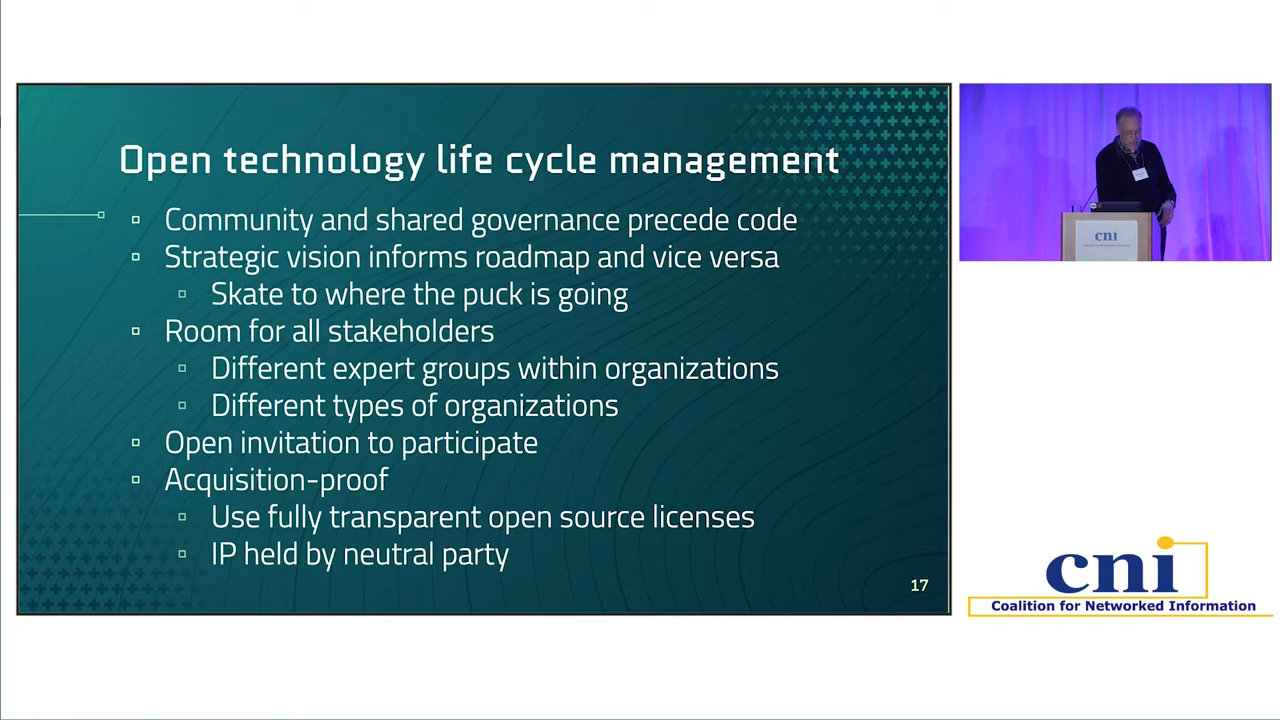 Open technology life cycle management
Community and shared governance precede code
Strategic vision informs roadmap and vice versa
Skate to where the puck is going
Room for all stakeholders
Different expert groups within organizations
Different types of organizations
Open invitation to participate
Acquisition-proof
Use fully transparent open source licenses
IP held by neutral party
17
cni
cni
Coalition for Networked Information